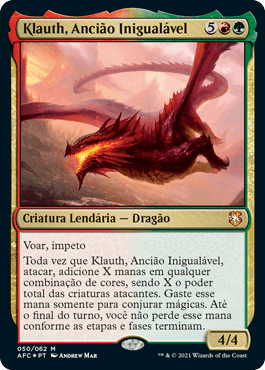 Klauth, Ancião Inigualável 5
Criatura Lendária — Dragão
Voar, ímpeto
Toda vez que Klauth, Ancião Inigualável,
atacar, adicione X manas em qualquer
combinação de cores, sendo X o poder
total das criaturas atacantes. Gaste esse
mana somente para conjurar mágicas. Até
o final do turno, você não perde esse mana
conforme as etapas e fases terminam.
4/4
050/062 M
AFC • PT ANDREW MAR
™ & © 2021 Wizards of the Coast